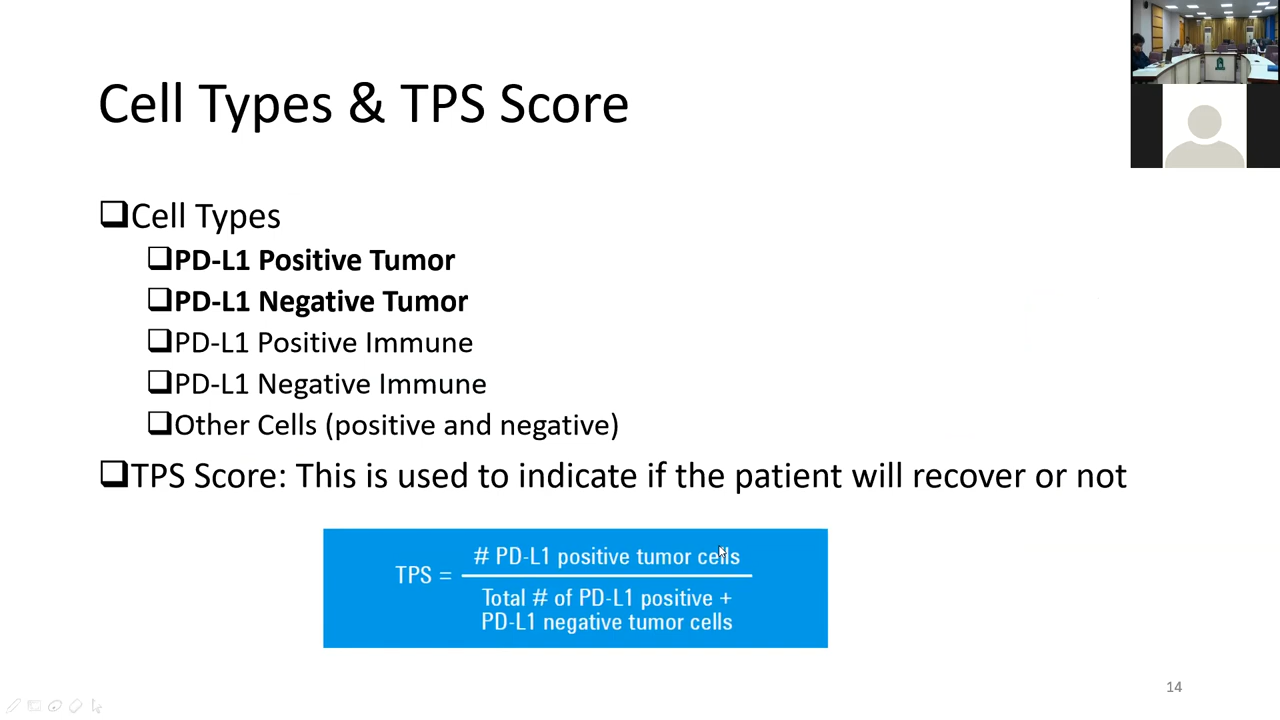 Cell Types & TPS Score
❑Cell Types
❑PD-L1 Positive Tumor
❑PD-L1 Negative Tumor
❑PD-L1 Positive Immune
❑PD-L1 Negative Immune
❑Other Cells (positive and negative)
❑TPS Score: This is used to indicate if the patient will recover or not
# PD-L1 positive tumor cells
TPS =
Total # of PD-L1 positive +
PD-L1 negative tumor cells
14